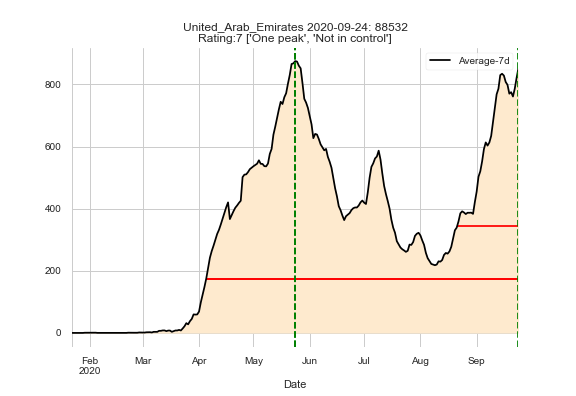 United_Arab_Emirates 2020-09-24: 88532
Rating:7 ['One peak', 'Not in control']
Average-7d
800
600
400
200
0
Feb Mar Apr May Jun Jul Aug Sep
2020
Date